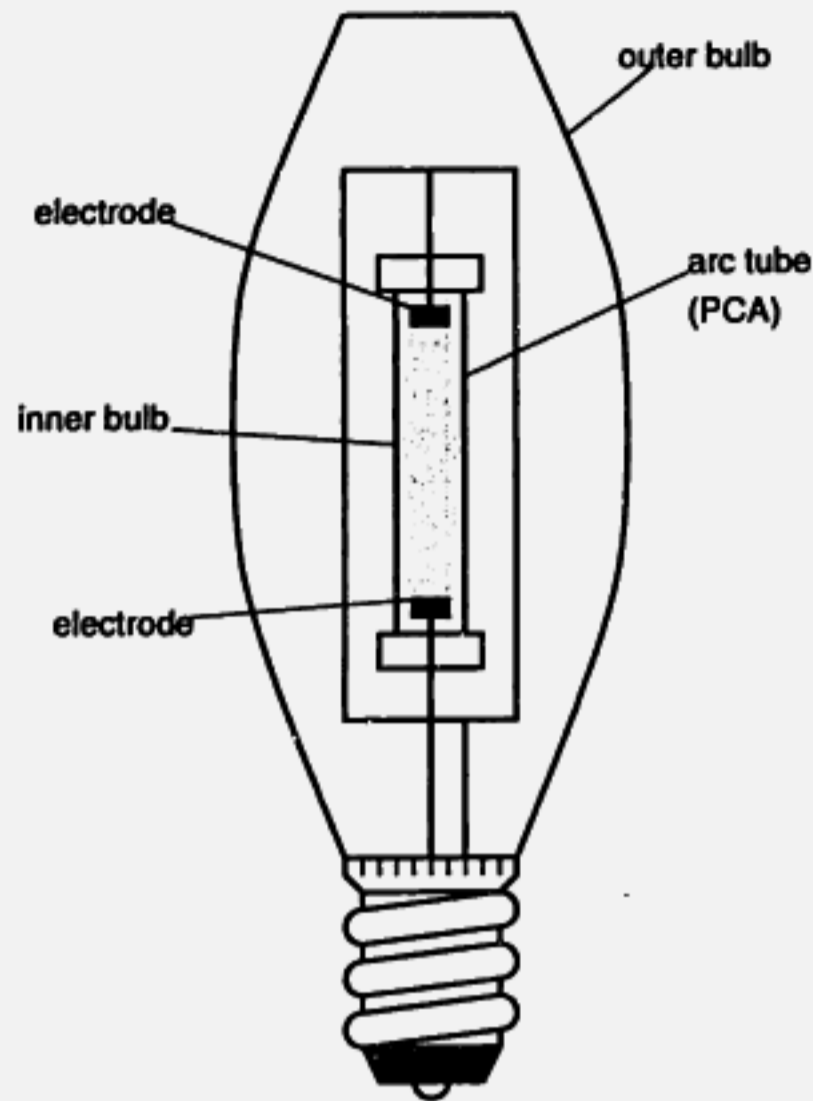 outer bulb
electrode
arc tube
(PCA)
inner bulb
electrode